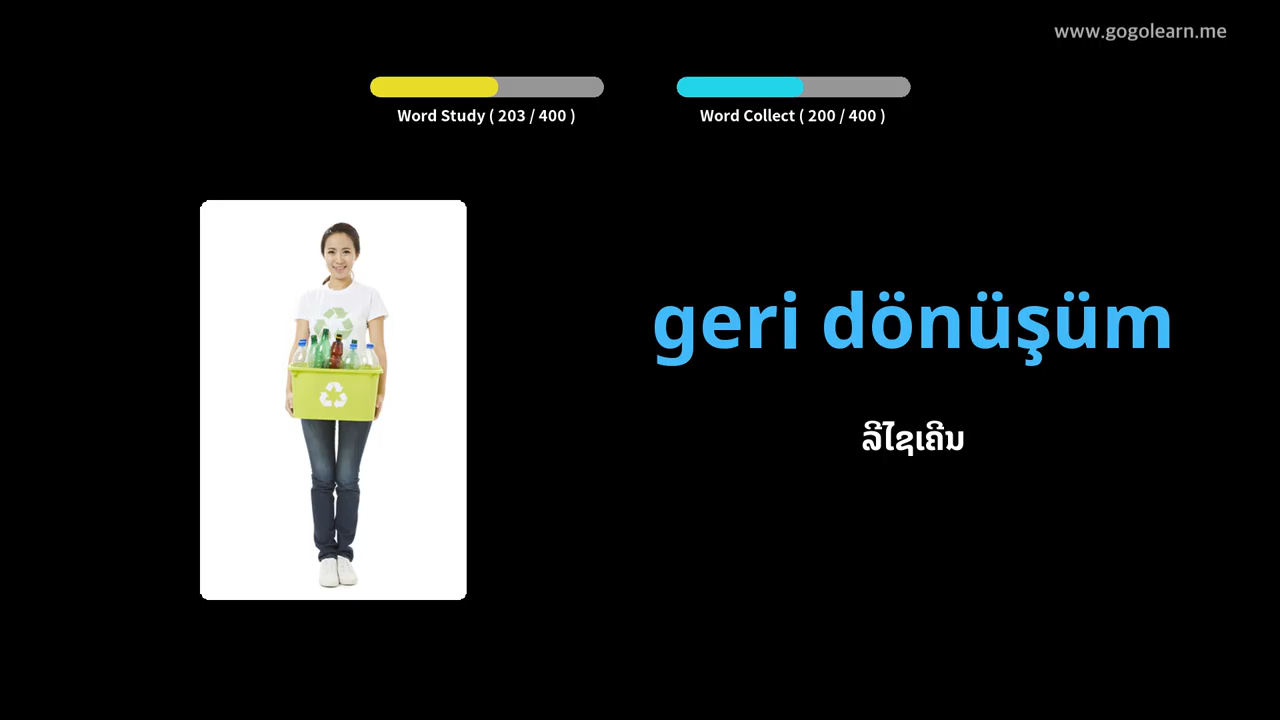 www.gogolearn.me
Word Study ( 203 / 400 )
Word Collect ( 200 / 400 )
geri dönüşüm
ລີໄຊເຄີນ